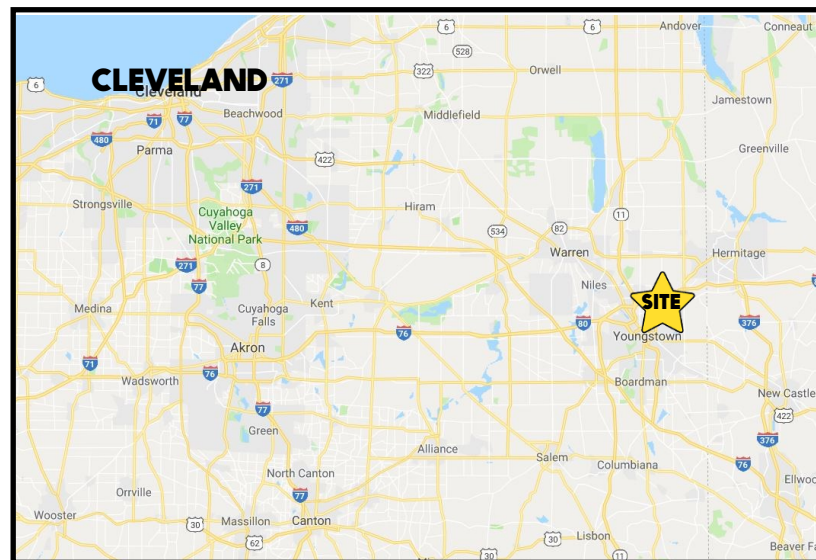 6
6
Andover
Conneaut
528
CLEVELAND
Cleveland
271
322
Orwell
6
Jamestown
Beachwood
Middlefield
71
77
480
Parma
422
Greenville
271
Strongsville
Cuyahoga
Valley
National Park
Hiram
11
480
534
82
Warren
Hermitage
271
8
77
Niles
SITE
Medina
Cuyahoga
Falls
Kent
80
376
76
Youngstown
Akron
71
Wadsworth
76
Boardman
New Castle
77
422
Green
376
Alliance
Salem
Columbiana
76
North Canton
Ellwo
Orrville
77
Wooster
30
Massillon
Canton
62
30
Lisbon
30
11
Beaver Fa